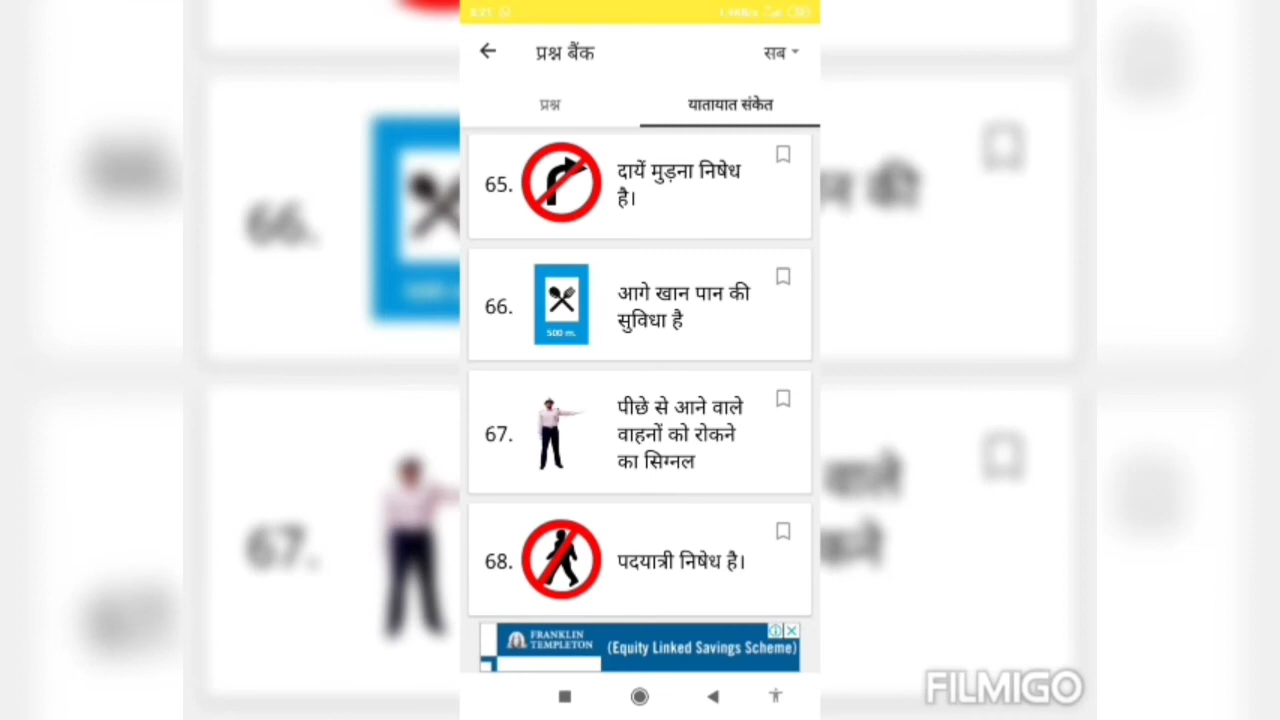 प्रश्न बैंक
सब
प्रश्न
यातायात संकेत
65.
दायें मुड़ना निषेध
है।
66.
500 m.
आगे खान पान की
सुविधा है
67.
पीछे से आने वाले
वाहनों को रोकने
का सिग्नल
68.
पदयात्री निषेध है।
FRANKLIN
TEMPLETON
(Equity Linked Savings Scheme)
FILMIGO